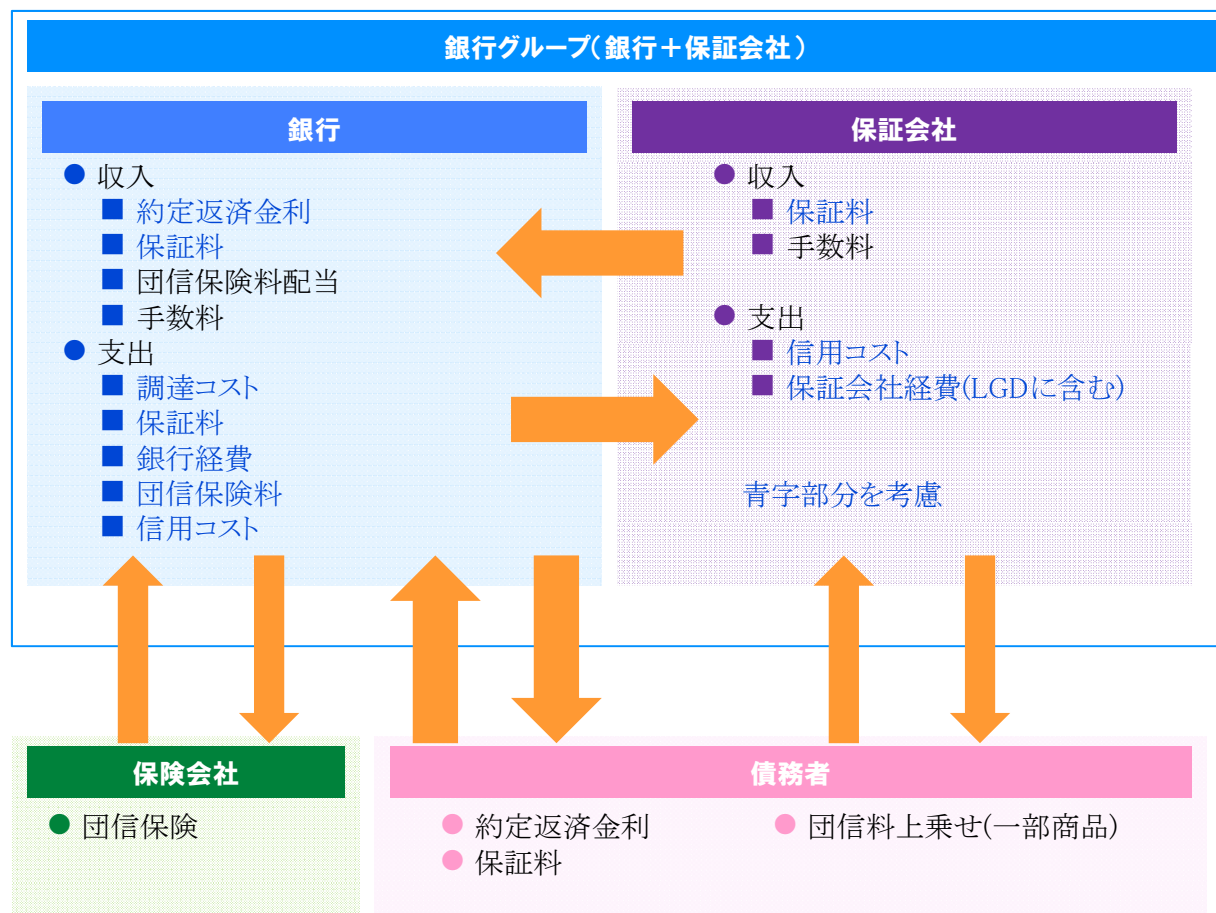 銀行グループ(銀行＋保証会社)
銀行
● 収入
■ 約定返済金利
■ 保証料
■ 団信保険料配当
■ 手数料
● 支出
■ 調達コスト
■ 保証料
■ 銀行経費
■ 団信保険料
■ 信用コスト
保証会社
● 収入
■ 保証料
■ 手数料
● 支出
■ 信用コスト
■ 保証会社経費(LGDに含む)
青字部分を考慮
保険会社
● 団信保険
債務者
● 約定返済金利
● 保証料
● 団信料上乗せ(一部商品)